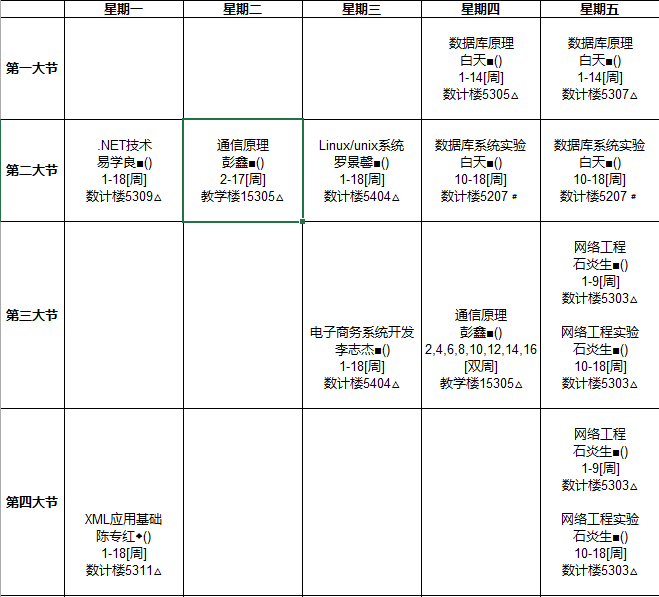 星期一
星期二
星期三
星期四
星期五
第一大节
数据库原理
白天■()
1-14[周]
数计楼5305△
数据库原理
白天■()
1-14[周]
数计楼5307△
第二大节
.NET技术
易学良■()
1-18[周]
数计楼5309△
通信原理
彭鑫■()
2-17[周]
教学楼15305△
Linux/unix系统
罗景馨■()
1-18[周]
数计楼5404△
数据库系统实验
白天■()
10-18[周]
数计楼5207 #
数据库系统实验
白天■()
10-18[周]
数计楼5207 #
第三大节
电子商务系统开发
李志杰■()
1-18[周]
数计楼5404△
通信原理
彭鑫■()
2,4,6,8,10,12,14,16
[双周]
教学楼15305△
网络工程
石炎生■()
1-9[周]
数计楼5303△
网络工程实验
石炎生■()
10-18[周]
数计楼5303△
第四大节
XML应用基础
陈专红◆()
1-18[周]
数计楼5311△
网络工程
石炎生■()
1-9[周]
数计楼5303△
网络工程实验
石炎生■()
10-18[周]
数计楼5303△